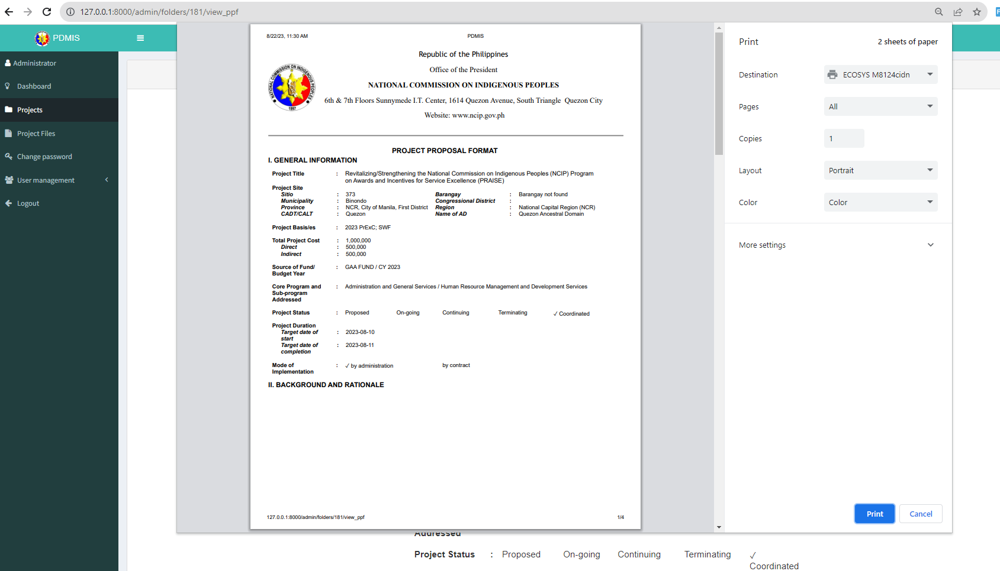 127.0.0.1:8000/admin/folders/181/view_ppf
PDMIS
Administrator
Dashboard
Projects
Project Files
Change password
User management
Logout
8/22/23, 11:30 AM PDMIS
Republic of the Philippines
Office of the President
NATIONAL COMMISSION ON INDIGENOUS PEOPLES
6th & 7th Floors Sunnymede I.T. Center, 1614 Quezon Avenue, South Triangle Quezon City
Website: www.ncip.gov.ph
NATIONAL COMMISSION ON INDIGENOUS PEOPLES
1997
PROJECT PROPOSAL FORMAT
I. GENERAL INFORMATION
Project Title : Revitalizing/Strengthening the National Commission on Indigenous Peoples (NCIP) Program
on Awards and Incentives for Service Excellence (PRAISE)
Project Site
Sitio : 373 Barangay : Barangay not found
Municipality : Binondo Congressional District :
Province : NCR, City of Manila, First District Region : National Capital Region (NCR)
CADT/CALT : Quezon Name of AD : Quezon Ancestral Domain
Project Basis/es : 2023 PrExC; SWF
Total Project Cost : 1,000,000
Direct : 500,000
Indirect : 500,000
Source of Fund/ : GAA FUND / CY 2023
Budget Year
Core Program and : Administration and General Services / Human Resource Management and Development Services
Sub-program
Addressed
Project Status : Proposed On-going Continuing Terminating ✓ Coordinated
Project Duration
Target date of : 2023-08-10
start
Target date of : 2023-08-11
completion
Mode of : ✓ by administration by contract
Implementation
II. BACKGROUND AND RATIONALE
127.0.0.1:8000/admin/folders/181/view_ppf 1/4
Print 2 sheets of paper
Destination ECOSYS M8124cidn
Pages All
Copies 1
Layout Portrait
Color Color
More settings
Print Cancel
Addressed
Project Status : Proposed On-going Continuing Terminating ✓
Coordinated